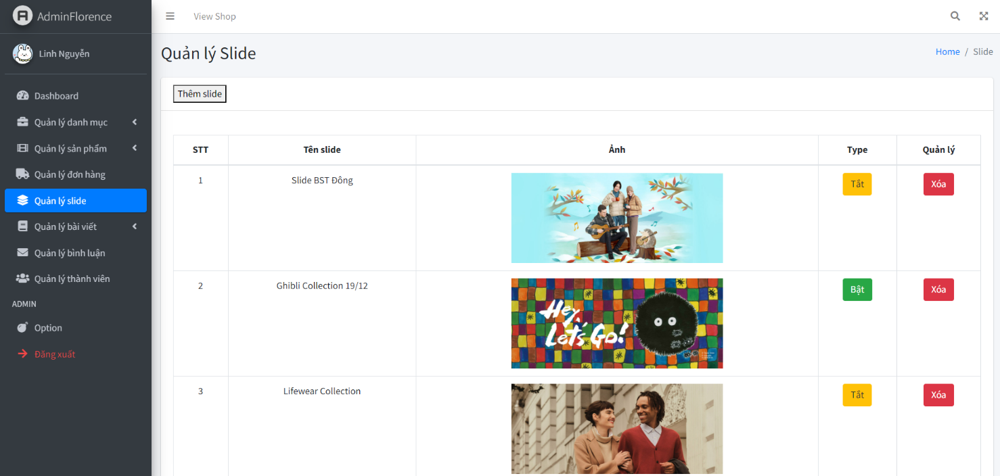 AdminFlorence
View Shop
Linh Nguyễn
Dashboard
Quản lý danh mục
Quản lý sản phẩm
Quản lý đơn hàng
Quản lý slide
Quản lý bài viết
Quản lý bình luận
Quản lý thành viên
ADMIN
Option
Đăng xuất
Quản lý Slide
Home / Slide
Thêm slide
STT Tên slide Ảnh Type Quản lý
1 Slide BST Đông Tắt Xóa
2 Ghibli Collection 19/12 Bật Xóa
Hey,
Let's Go!
3 Lifewear Collection Tắt Xóa